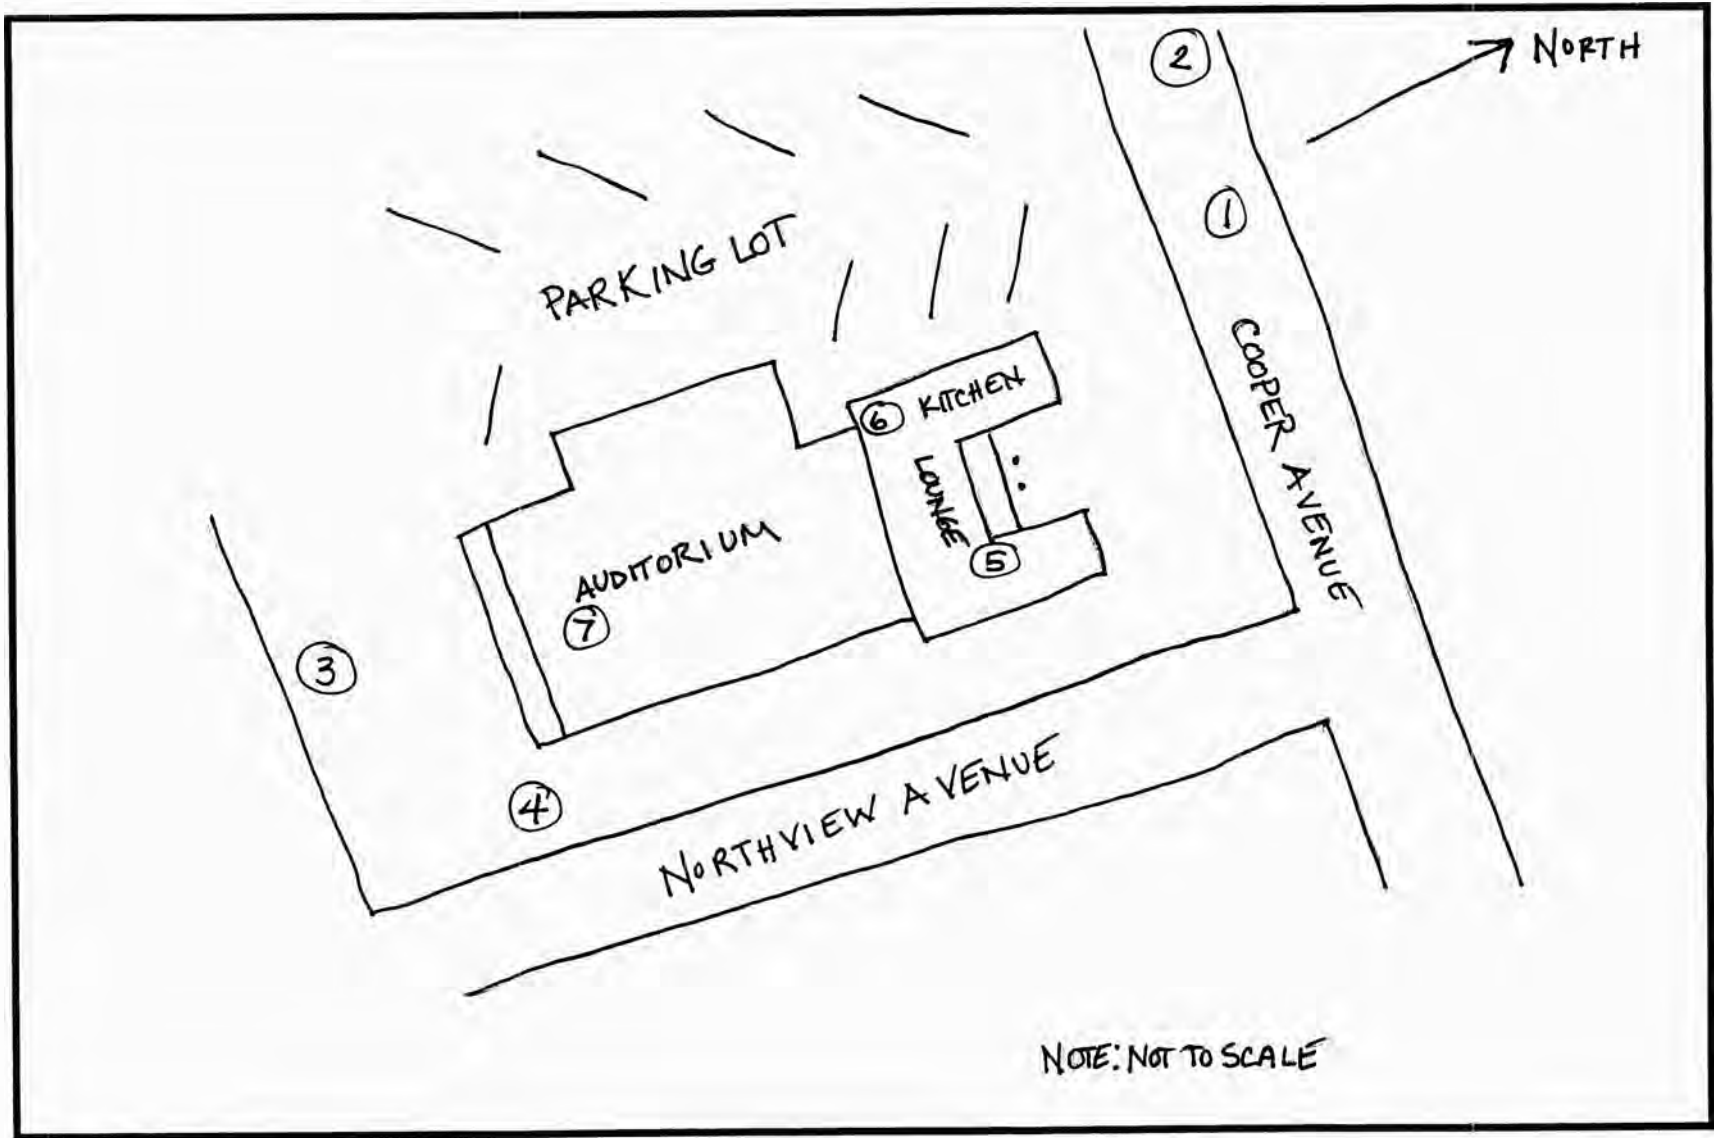 2
NORTH
1
PARKING LOT
COOPER AVENUE
6
KITCHEN
LOUNGE
5
AUDITORIUM
7
3
4
NORTHVIEW AVENUE
NOTE: NOT TO SCALE